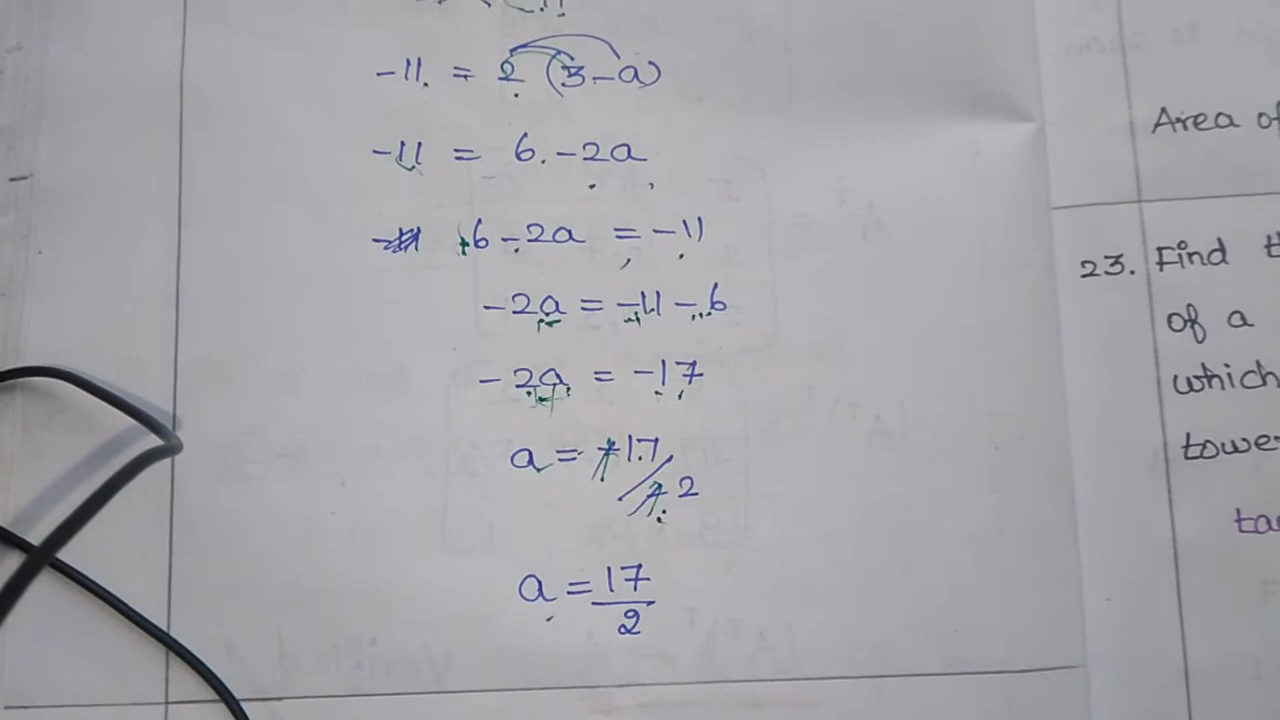 -11 = 2 (3-a)
-11 = 6 - 2a
6 - 2a = -11
-2a = -11 - 6
-2a = -17
a = -17/-2
a = 17/2
Area of
23. Find
of a
which
towe
ta